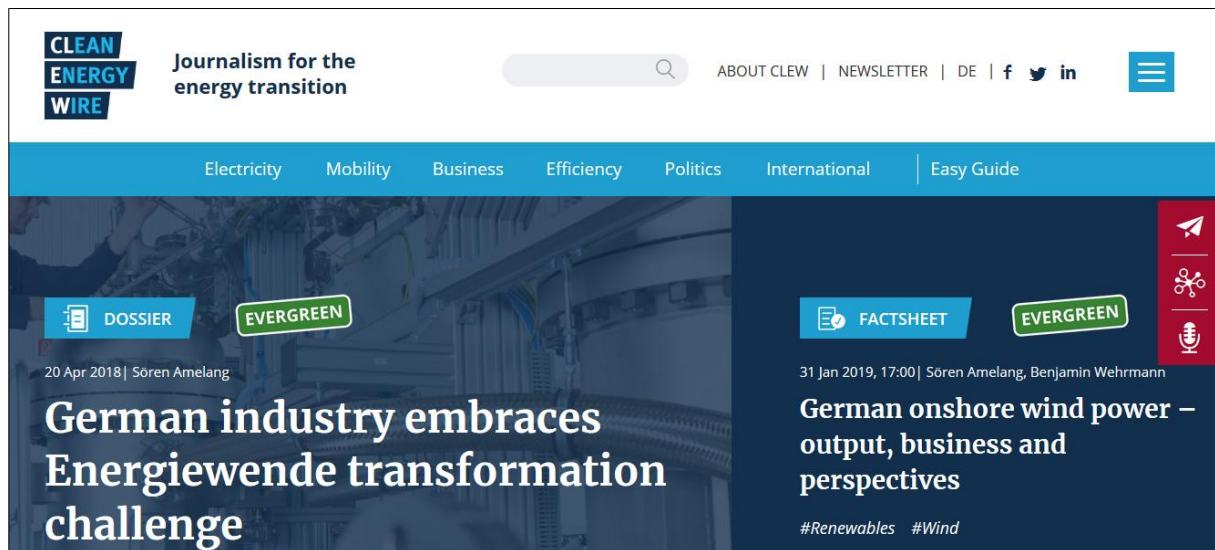 CLEAN
ENERGY
WIRE
Journalism for the
energy transition
ABOUT CLEW | NEWSLETTER | DE | f in
Electricity Mobility Business Efficiency Politics International Easy Guide
DOSSIER EVERGREEN
20 Apr 2018| Sören Amelang
German industry embraces
Energiewende transformation
challenge
FACTSHEET EVERGREEN
31 Jan 2019, 17:00| Sören Amelang, Benjamin Wehrmann
German onshore wind power –
output, business and
perspectives
#Renewables #Wind